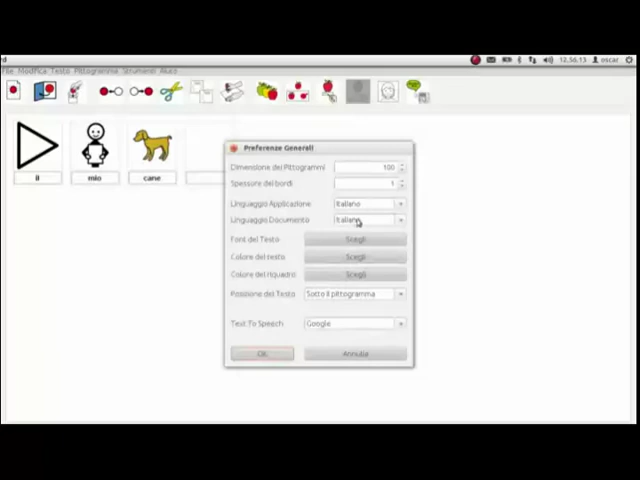 rd
12.56.13 oscar
File Modifica Testo Pittogramma Strumenti Aiuto
il mio cane
Preferenze Generali
Dimensione dei Pittogrammi 100
Spessore dei bordi 1
Linguaggio Applicazione Italiano
Linguaggio Documento Italiano
Font del Testo Scegli
Colore del testo Scegli
Colore del riquadro Scegli
Posizione del Testo Sotto il pittogramma
Text To Speech Google
OK Annulla